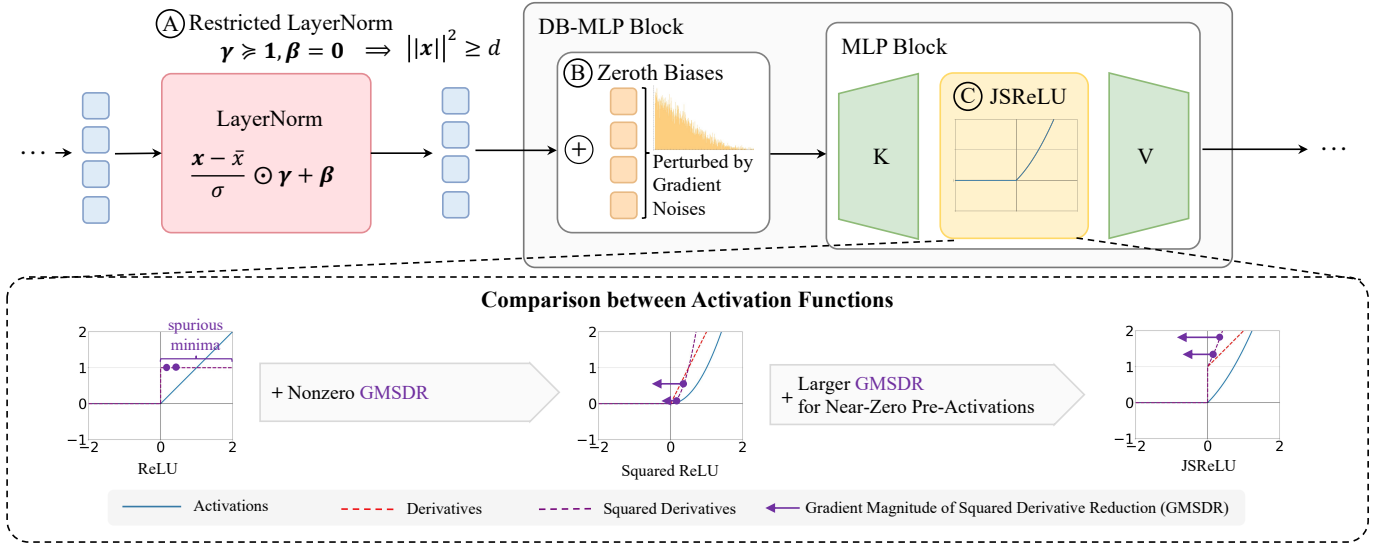 Ⓐ Restricted LayerNorm
γ ≽ 1, β = 0 ⟹ ||x||² ≥ d
DB-MLP Block
MLP Block
Ⓑ Zeroth Biases
Ⓒ JSReLU
LayerNorm
x − x̄
σ
⊙ γ + β
···
+
Perturbed by
Gradient
Noises
K
V
···
Comparison between Activation Functions
2
1
0
−1
−2
0
2
spurious
minima
ReLU
+ Nonzero GMSDR
2
1
0
−1
−2
0
2
Squared ReLU
+ Larger GMSDR
for Near-Zero Pre-Activations
2
1
0
−1
−2
0
2
JSReLU
Activations
Derivatives
Squared Derivatives
Gradient Magnitude of Squared Derivative Reduction (GMSDR)